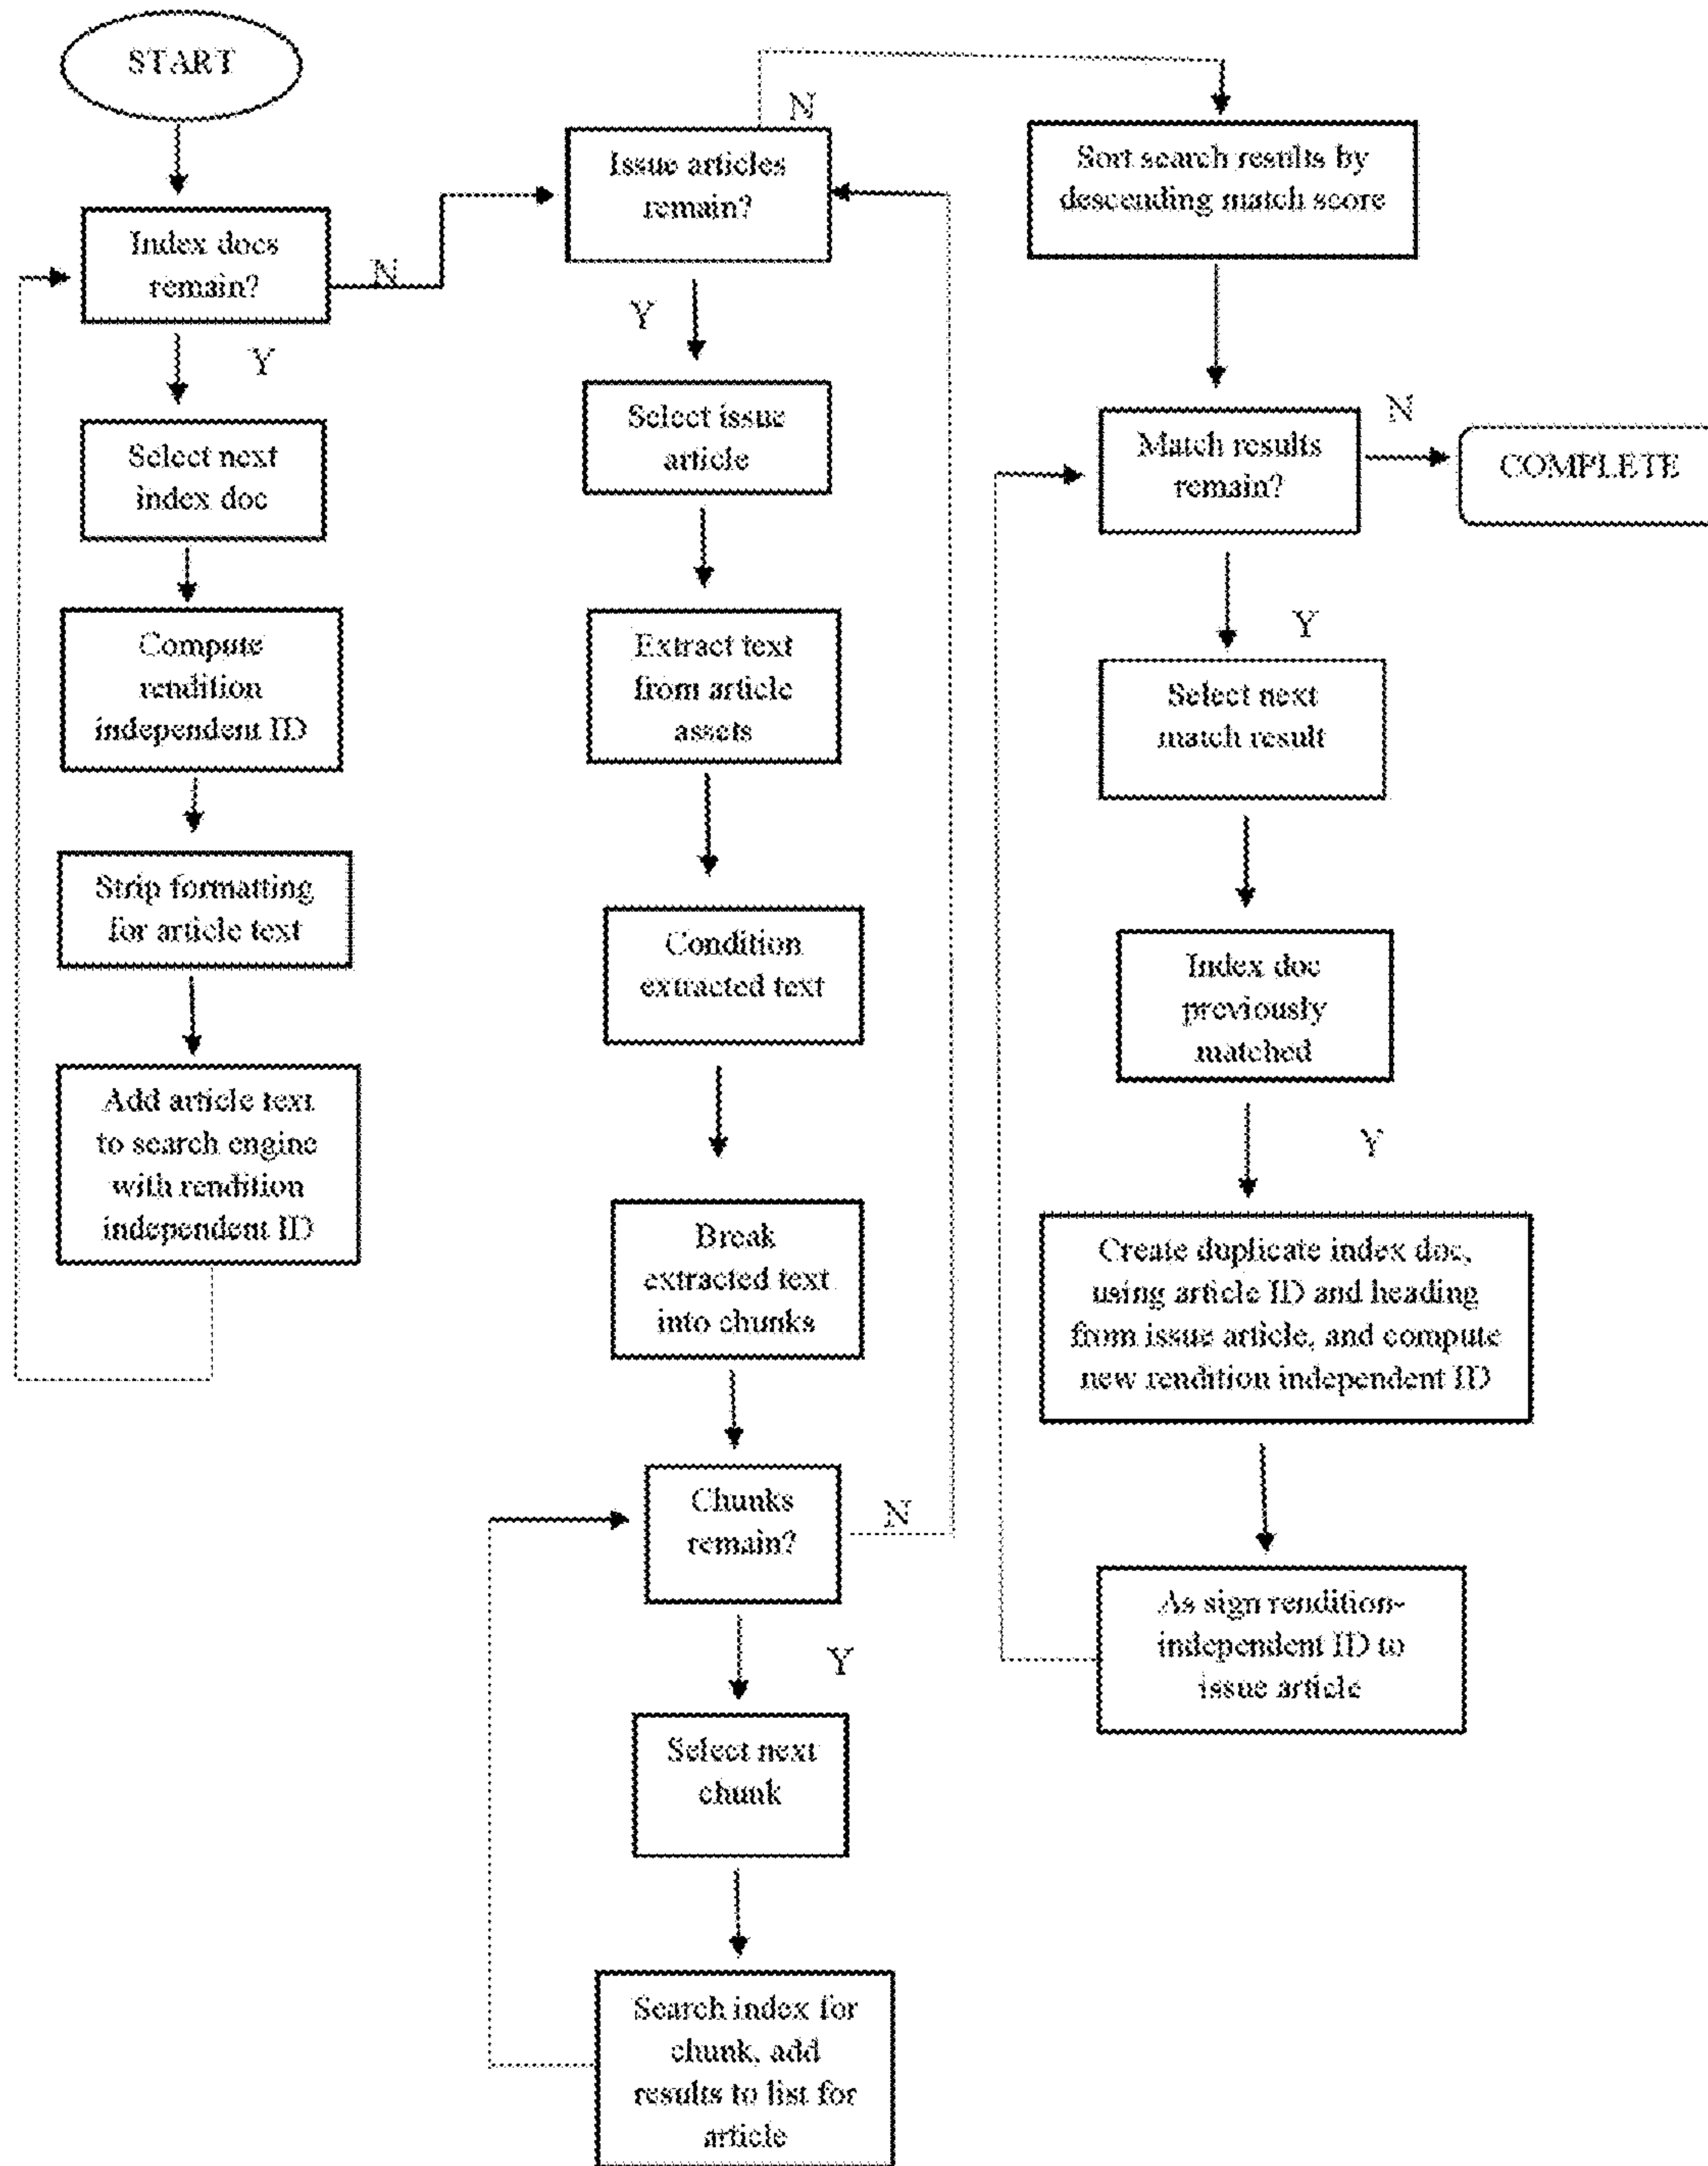 START
Index docs
remain?
N
Y
Select next
index doc
Compute
rendition
independent ID
Strip formatting
for article text
Add article text
to search engine
with rendition
independent ID
Issue articles
remain?
N
Y
Select issue
article
Extract text
from article
assets
Condition
extracted text
Break
extracted text
into chunks
Chunks
remain?
N
Y
Select next
chunk
Search index for
chunk, add
results to list for
article
Sort search results by
descending match score
Match results
remain?
N
COMPLETE
Y
Select next
match result
Index doc
previously
matched
Y
Create duplicate index doc,
using article ID and heading
from issue article, and compute
new rendition independent ID
As sign rendition-
independent ID to
issue article